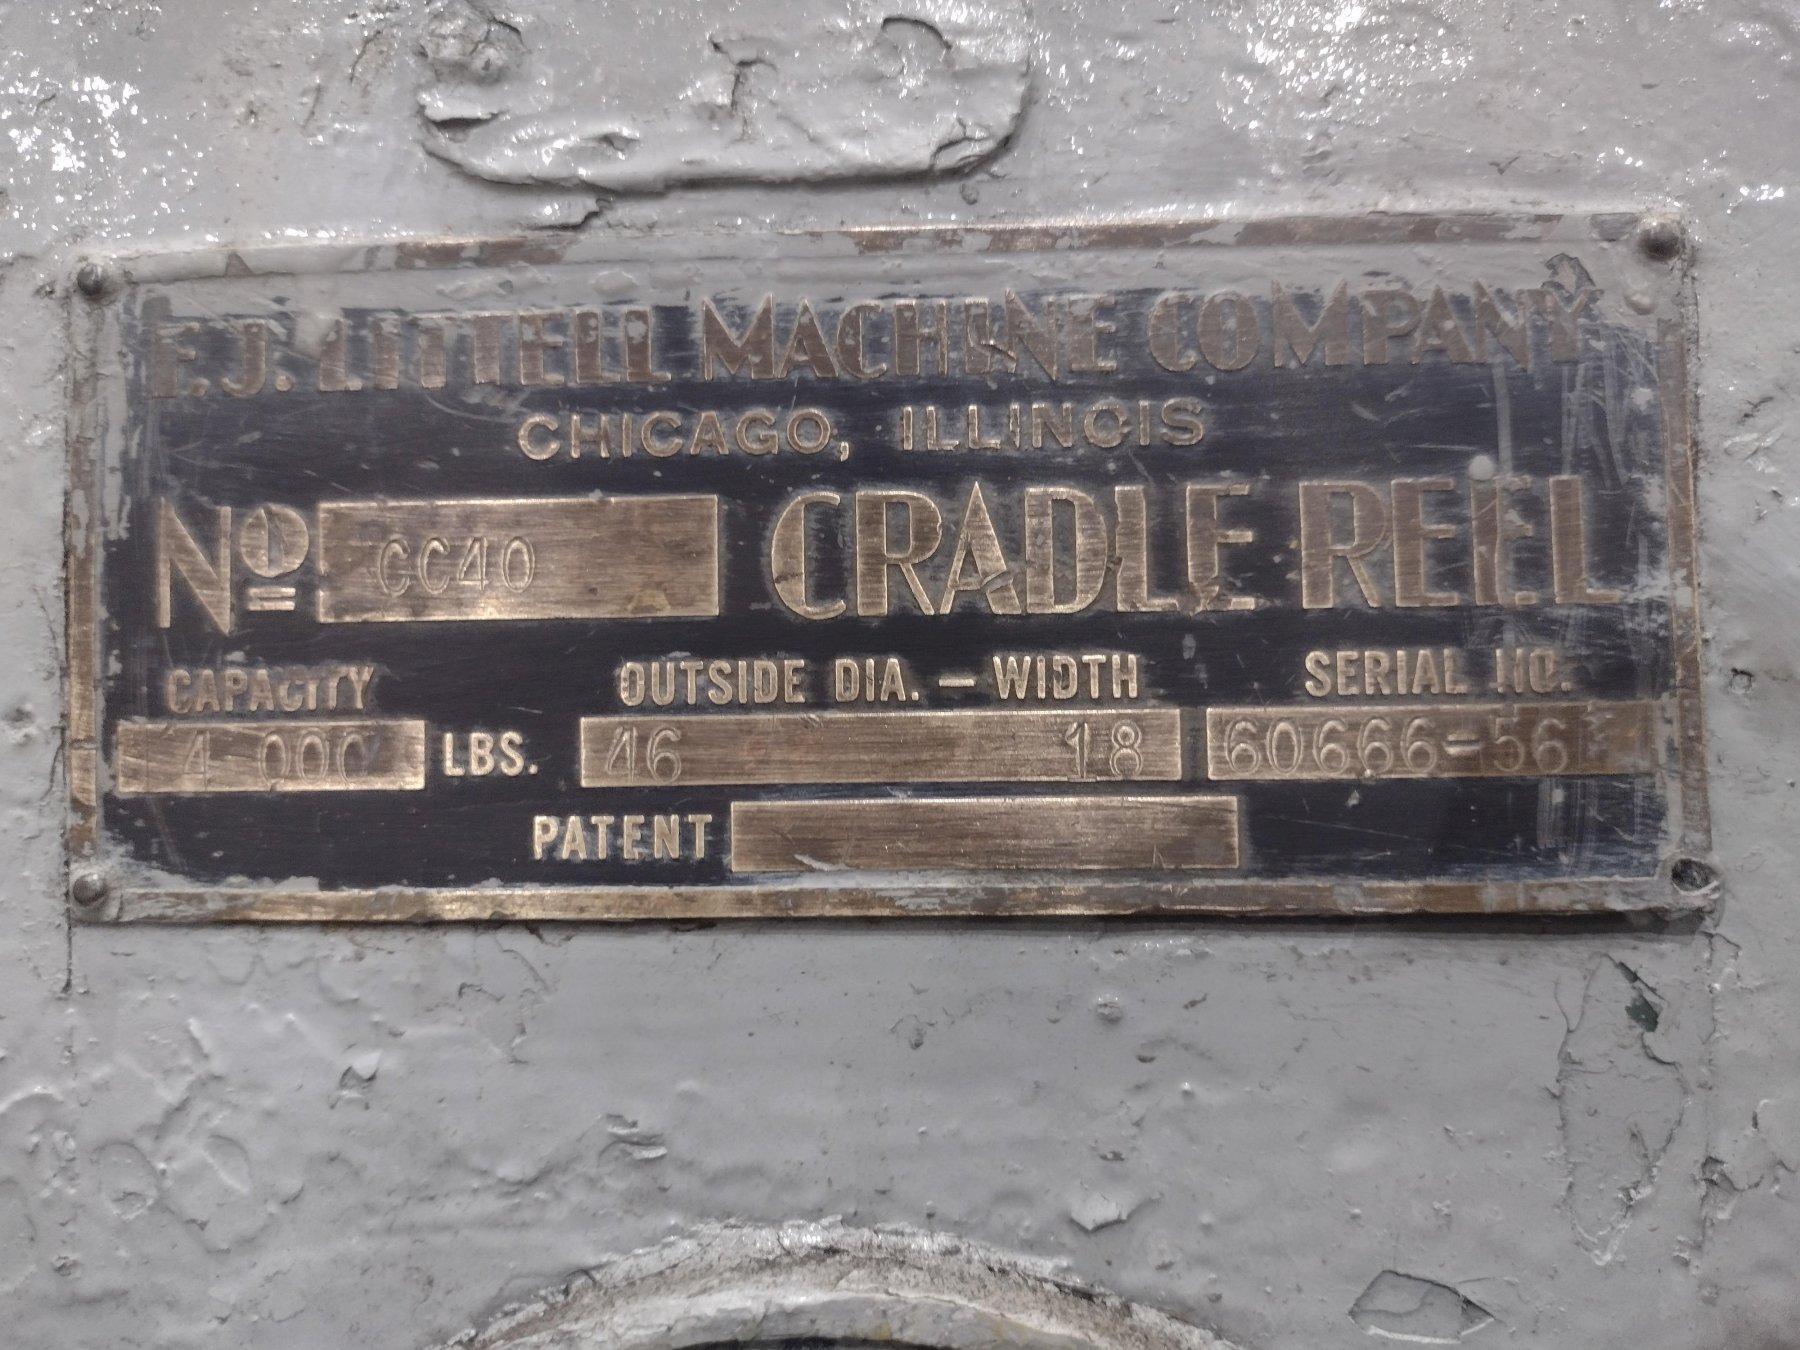 F.J. LITTELL MACHINE COMPANY
CHICAGO, ILLINOIS
No CC40 CRADLE REEL
CAPACITY OUTSIDE DIA. – WIDTH SERIAL NO.
4 000 LBS. 46 18 60666-56
PATENT